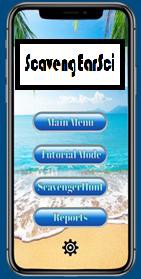 ScavengEarSci
Main Menu
Tutorial Mode
ScavengerHunt
Reports